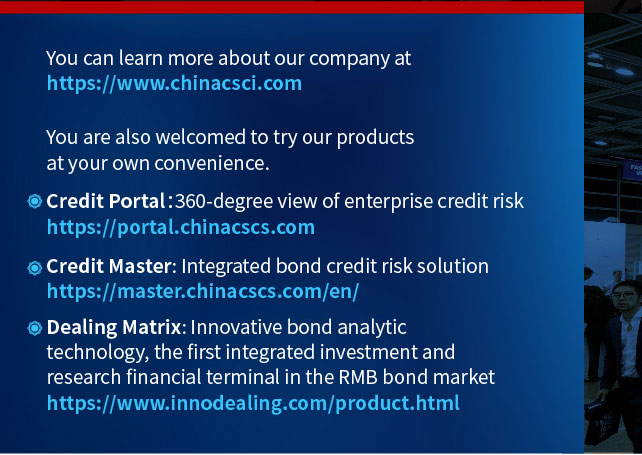 You can learn more about our company at
https://www.chinacsci.com
You are also welcomed to try our products
at your own convenience.
Credit Portal:360-degree view of enterprise credit risk
https://portal.chinacscs.com
Credit Master: Integrated bond credit risk solution
https://master.chinacscs.com/en/
Dealing Matrix: Innovative bond analytic
technology, the first integrated investment and
research financial terminal in the RMB bond market
https://www.innodealing.com/product.html